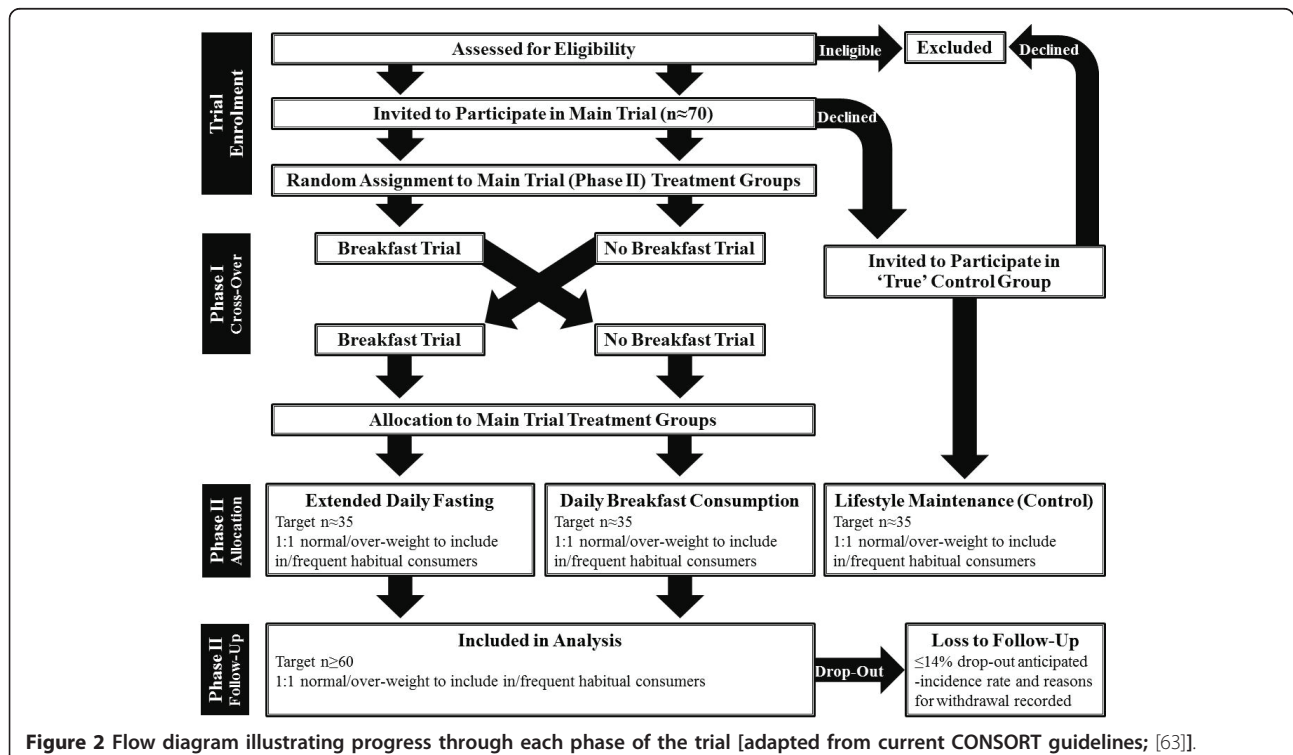 Assessed for Eligibility
Ineligible
Excluded
Declined
Trial
Enrolment
Invited to Participate in Main Trial (n≈70)
Declined
Random Assignment to Main Trial (Phase II) Treatment Groups
Phase I
Cross-Over
Breakfast Trial
No Breakfast Trial
Invited to Participate in
‘True’ Control Group
Breakfast Trial
No Breakfast Trial
Allocation to Main Trial Treatment Groups
Phase II
Allocation
Extended Daily Fasting
Target n≈35
1:1 normal/over-weight to include
in/frequent habitual consumers
Daily Breakfast Consumption
Target n≈35
1:1 normal/over-weight to include
in/frequent habitual consumers
Lifestyle Maintenance (Control)
Target n≈35
1:1 normal/over-weight to include
in/frequent habitual consumers
Phase II
Follow-Up
Included in Analysis
Target n≥60
1:1 normal/over-weight to include in/frequent habitual consumers
Drop-Out
Loss to Follow-Up
≤14% drop-out anticipated
-incidence rate and reasons
for withdrawal recorded
Figure 2 Flow diagram illustrating progress through each phase of the trial [adapted from current CONSORT guidelines; [63]].